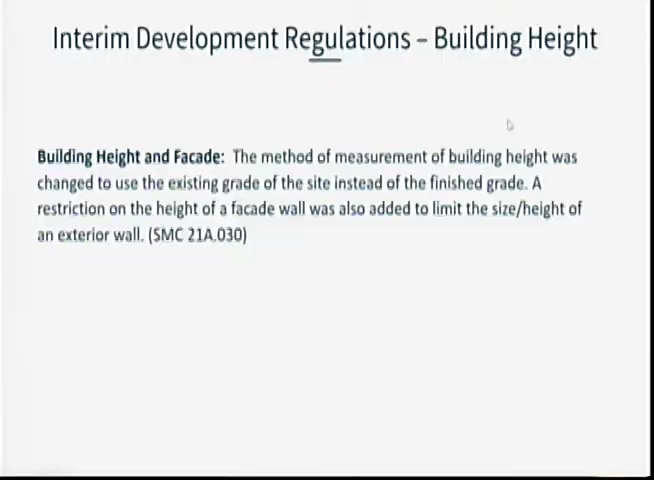 Interim Development Regulations – Building Height
Building Height and Facade: The method of measurement of building height was
changed to use the existing grade of the site instead of the finished grade. A
restriction on the height of a facade wall was also added to limit the size/height of
an exterior wall. (SMC 21A.030)